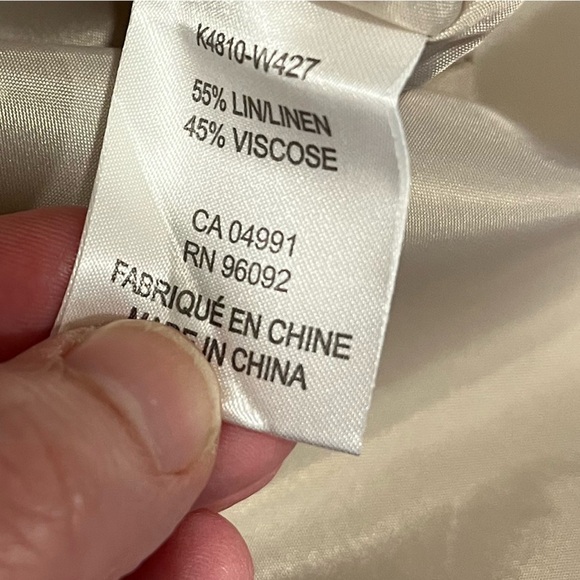 K4810-W427
55% LIN/LINEN
45% VISCOSE
CA 04991
RN 96092
FABRIQUÉ EN CHINE
MADE IN CHINA